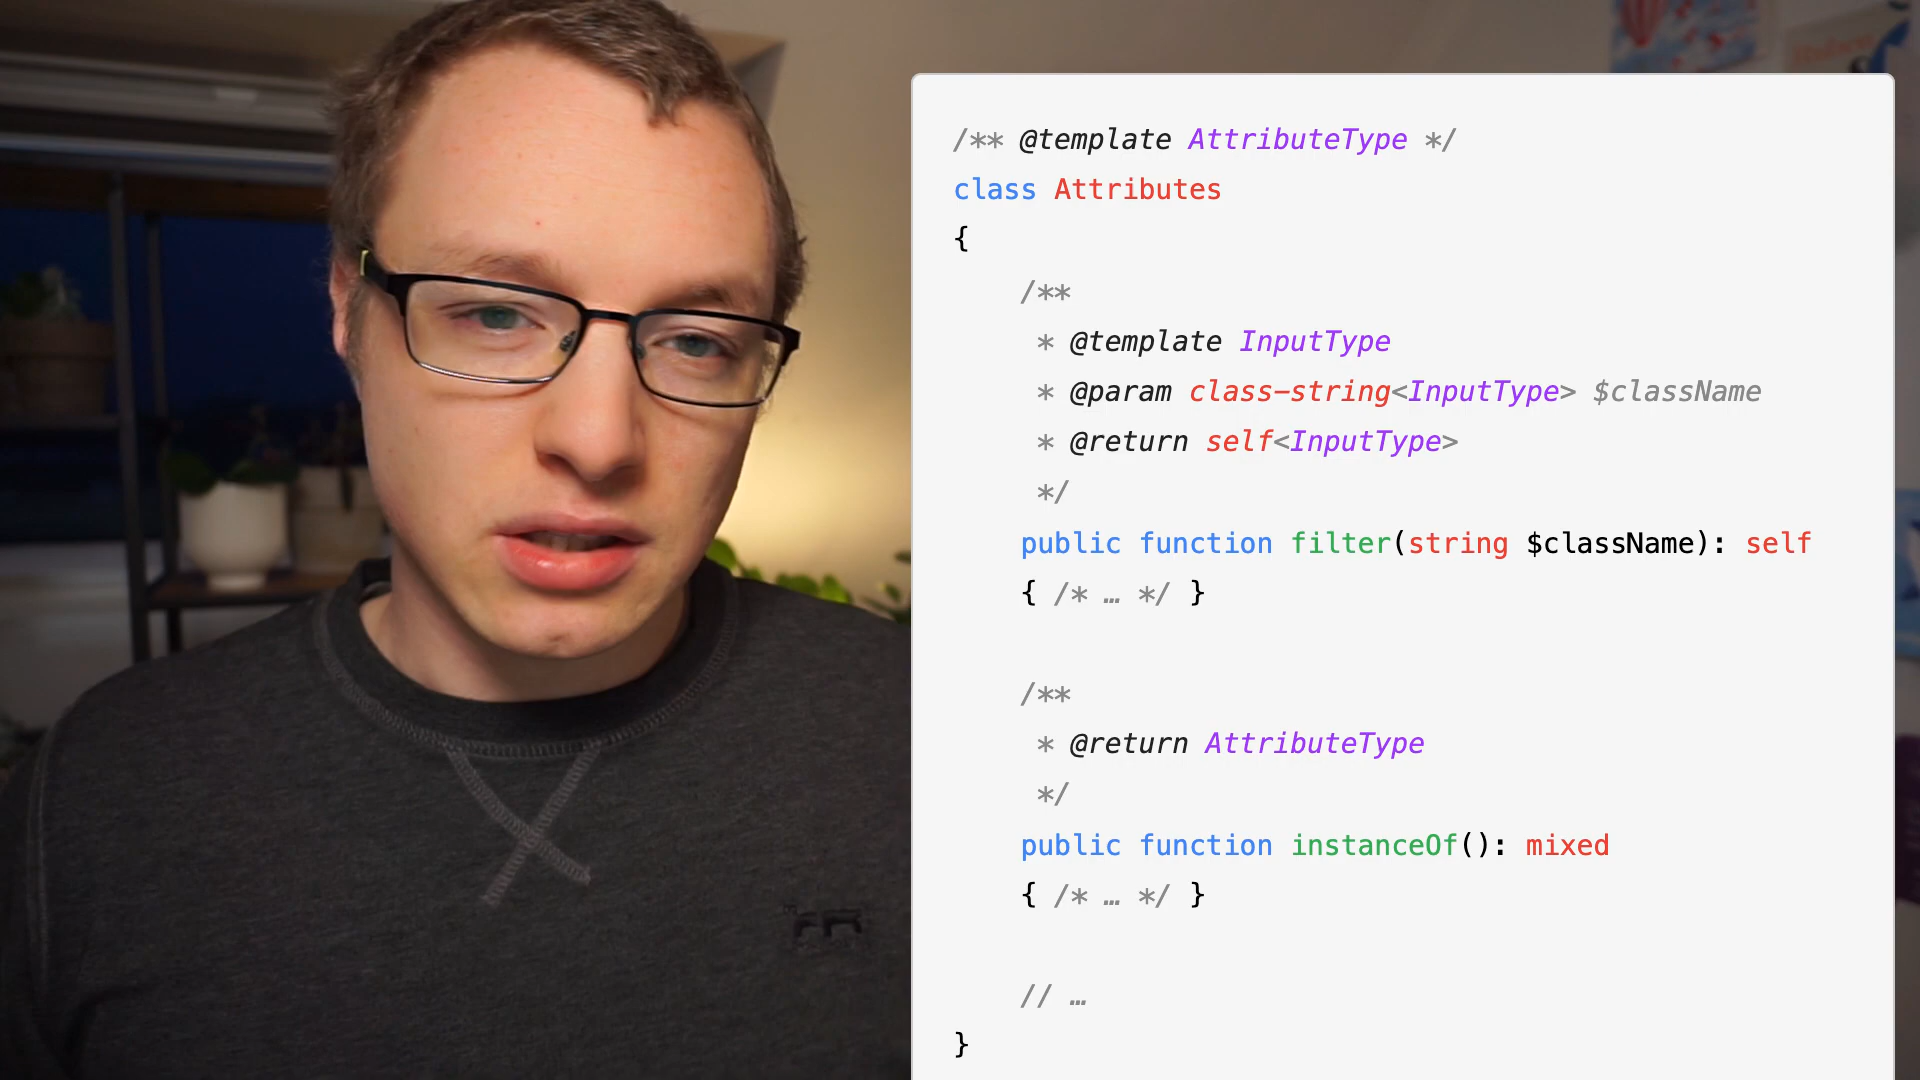 /** @template AttributeType */
class Attributes
{
    /**
     * @template InputType
     * @param class-string<InputType> $className
     * @return self<InputType>
     */
    public function filter(string $className): self
    { /* … */ }

    /**
     * @return AttributeType
     */
    public function instanceOf(): mixed
    { /* … */ }

    // …
}